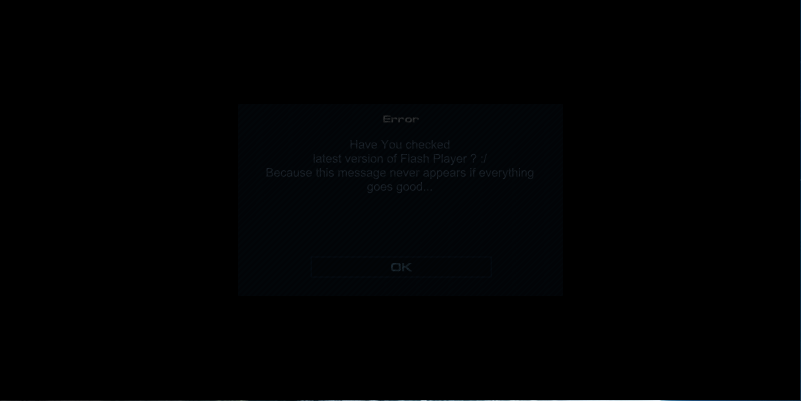 Error
Have You checked
latest version of Flash Player ? :/
Because this message never appears if everything
goes good...
OK